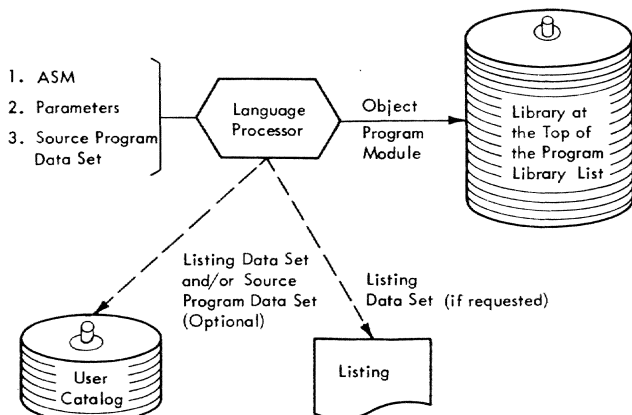 1. ASM
2. Parameters
3. Source Program
Data Set
Language
Processor
Object
Program
Module
Library at
the Top of
the Program
Library List
Listing Data Set
and/or Source
Program Data Set
(Optional)
Listing
Data Set (if requested)
User
Catalog
Listing